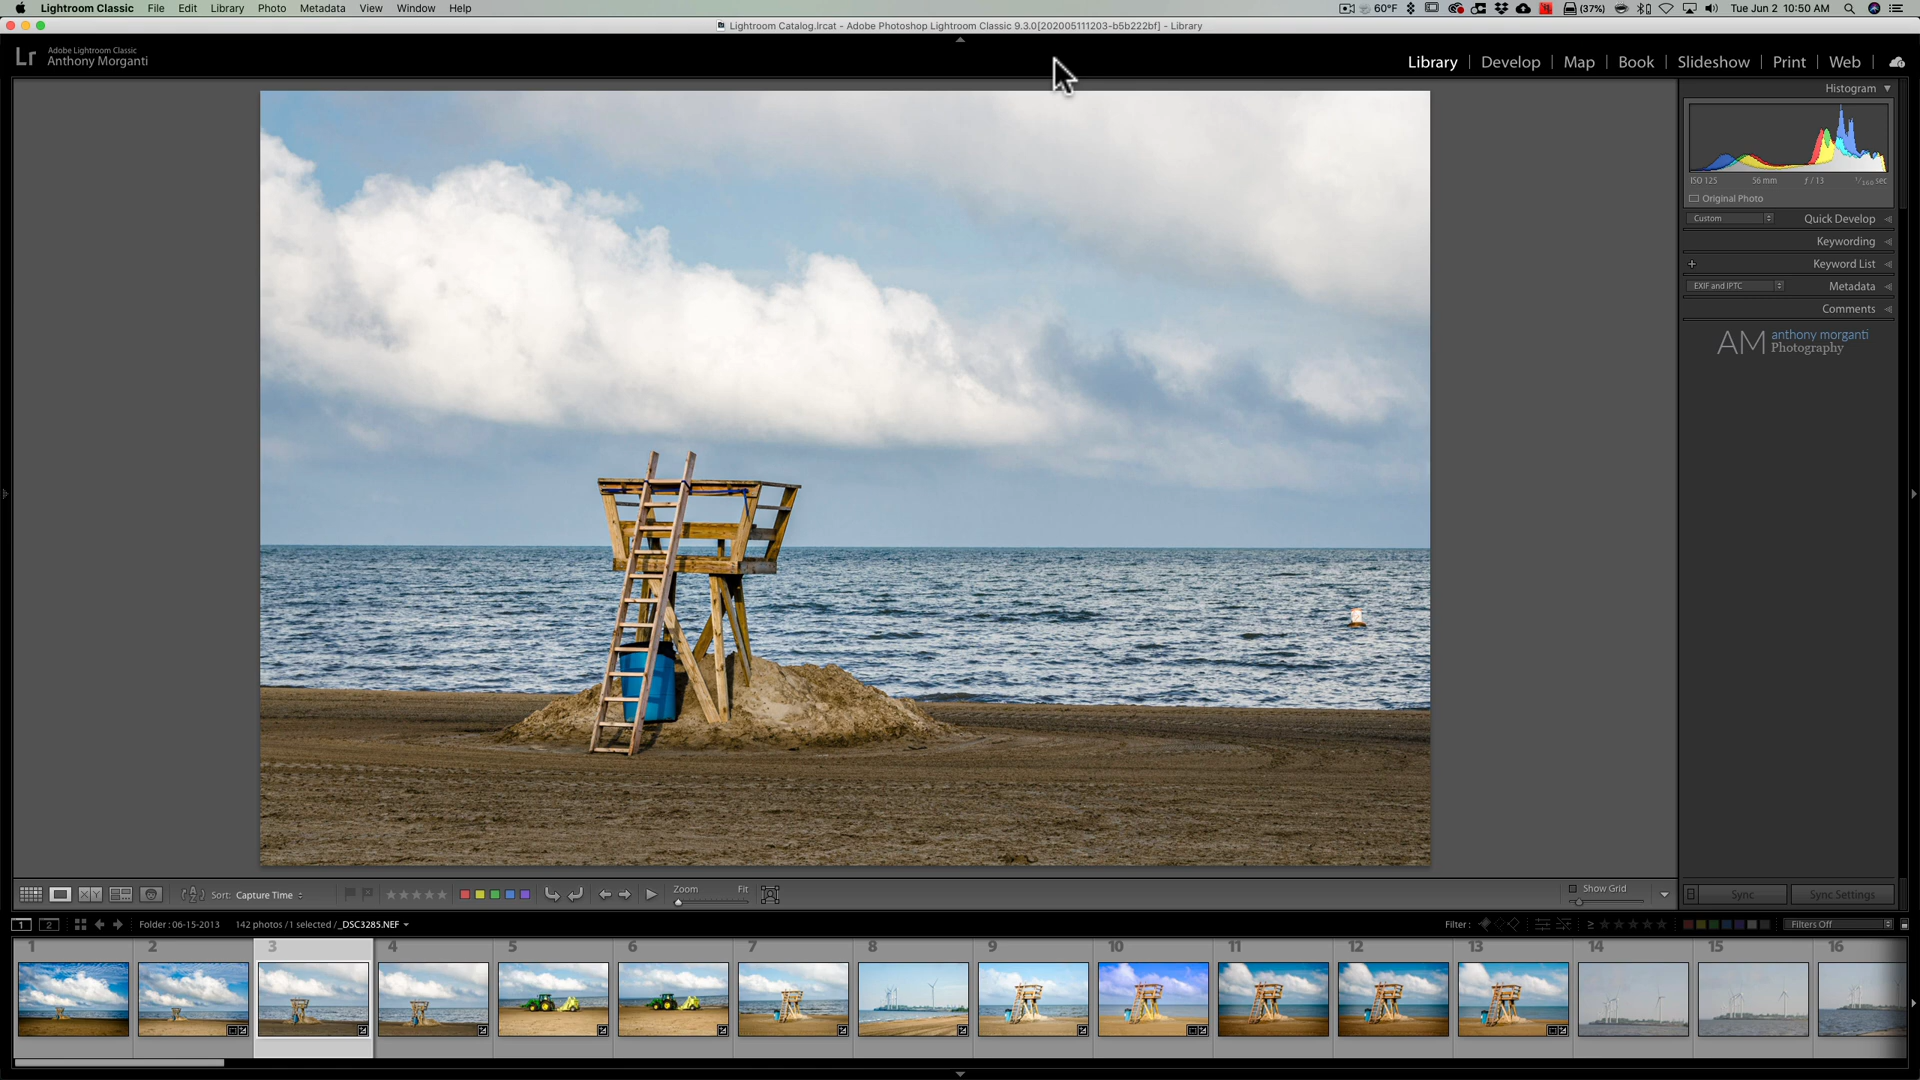 Lightroom Classic File Edit Library Photo Metadata View Window Help 60°F (37%) Tue Jun 2 10:50 AM
Lightroom Catalog.lrcat - Adobe Photoshop Lightroom Classic 9.3.0[202005111203-b5b222bf] - Library
Lr Adobe Lightroom Classic
Anthony Morganti
Library | Develop | Map | Book | Slideshow | Print | Web
Histogram
ISO 125 56 mm ƒ / 13 1/160 sec
Original Photo
Custom Quick Develop
Keywording
+ Keyword List
EXIF and IPTC Metadata
Comments
AM anthony morganti
Photography
XY Sort: Capture Time Zoom Fit Show Grid Sync Sync Settings
1 2 Folder : 06-15-2013 142 photos / 1 selected / _DSC3285.NEF Filter : ≥ Filters Off
1 2 3 4 5 6 7 8 9 10 11 12 13 14 15 16